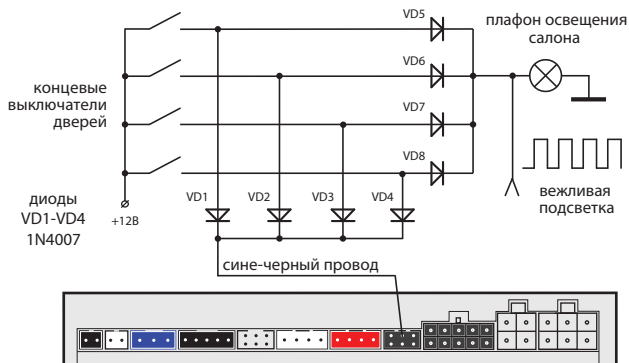 VD5
плафон освещения
салона
VD6
концевые
выключатели
дверей
VD7
VD8
вежливая
подсветка
диоды
VD1-VD4
1N4007
+12В
VD1
VD2
VD3
VD4
сине-черный провод